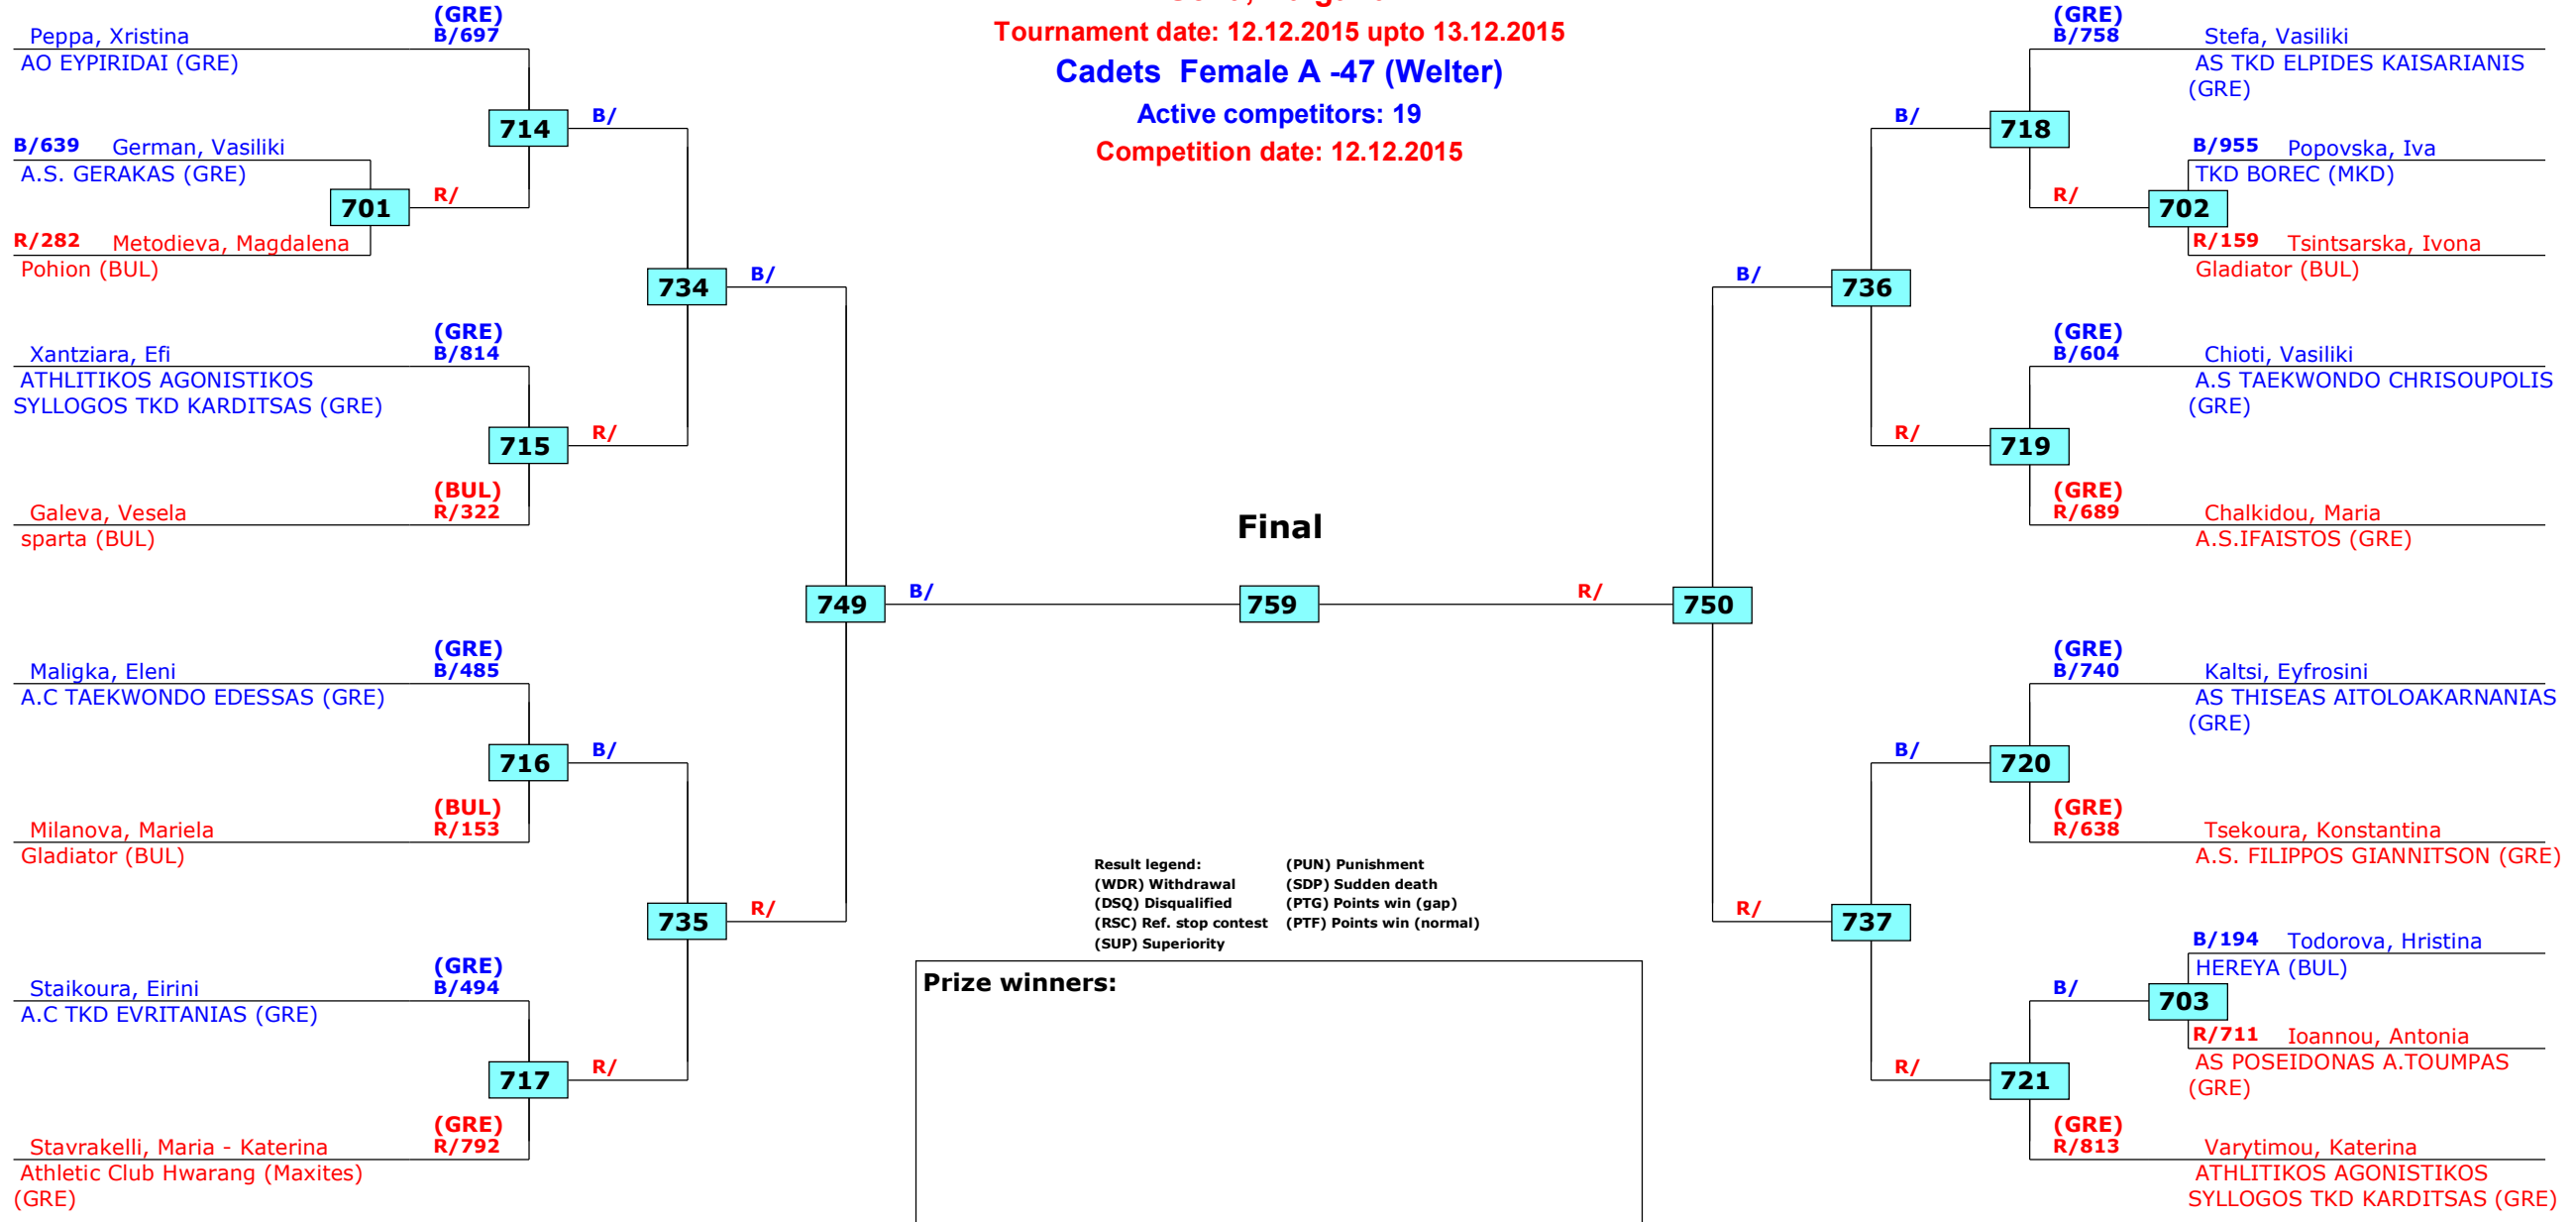 Tournament date: 12.12.2015 upto 13.12.2015
Cadets Female A -47 (Welter)
Active competitors: 19
Competition date: 12.12.2015
(GRE)
Peppa, Xristina B/697
AO EYPIRIDAI (GRE)
714
B/
B/639 German, Vasiliki
A.S. GERAKAS (GRE)
701
R/
R/282 Metodieva, Magdalena
Pohion (BUL)
734
B/
(GRE)
Xantziara, Efi B/814
ATHLITIKOS AGONISTIKOS
SYLLOGOS TKD KARDITSAS (GRE)
715
R/
(BUL)
Galeva, Vesela R/322
sparta (BUL)
749
B/
(GRE)
Maligka, Eleni B/485
A.C TAEKWONDO EDESSAS (GRE)
716
B/
(BUL)
Milanova, Mariela R/153
Gladiator (BUL)
735
R/
(GRE)
Staikoura, Eirini B/494
A.C TKD EVRITANIAS (GRE)
717
R/
(GRE)
Stavrakelli, Maria - Katerina R/792
Athletic Club Hwarang (Maxites)
(GRE)
Final
759
R/
750
(GRE)
B/758 Stefa, Vasiliki
AS TKD ELPIDES KAISARIANIS
(GRE)
B/
718
B/955 Popovska, Iva
TKD BOREC (MKD)
R/
702
R/159 Tsintsarska, Ivona
Gladiator (BUL)
B/
736
(GRE)
B/604 Chioti, Vasiliki
A.S TAEKWONDO CHRISOUPOLIS
(GRE)
R/
719
(GRE)
R/689 Chalkidou, Maria
A.S.IFAISTOS (GRE)
(GRE)
B/740 Kaltsi, Eyfrosini
AS THISEAS AITOLOAKARNANIAS
(GRE)
B/
720
(GRE)
R/638 Tsekoura, Konstantina
A.S. FILIPPOS GIANNITSON (GRE)
R/
737
B/194 Todorova, Hristina
HEREYA (BUL)
B/
703
R/711 Ioannou, Antonia
AS POSEIDONAS A.TOUMPAS
(GRE)
R/
721
(GRE)
R/813 Varytimou, Katerina
ATHLITIKOS AGONISTIKOS
SYLLOGOS TKD KARDITSAS (GRE)
Result legend: (PUN) Punishment
(WDR) Withdrawal (SDP) Sudden death
(DSQ) Disqualified (PTG) Points win (gap)
(RSC) Ref. stop contest (PTF) Points win (normal)
(SUP) Superiority
Prize winners: